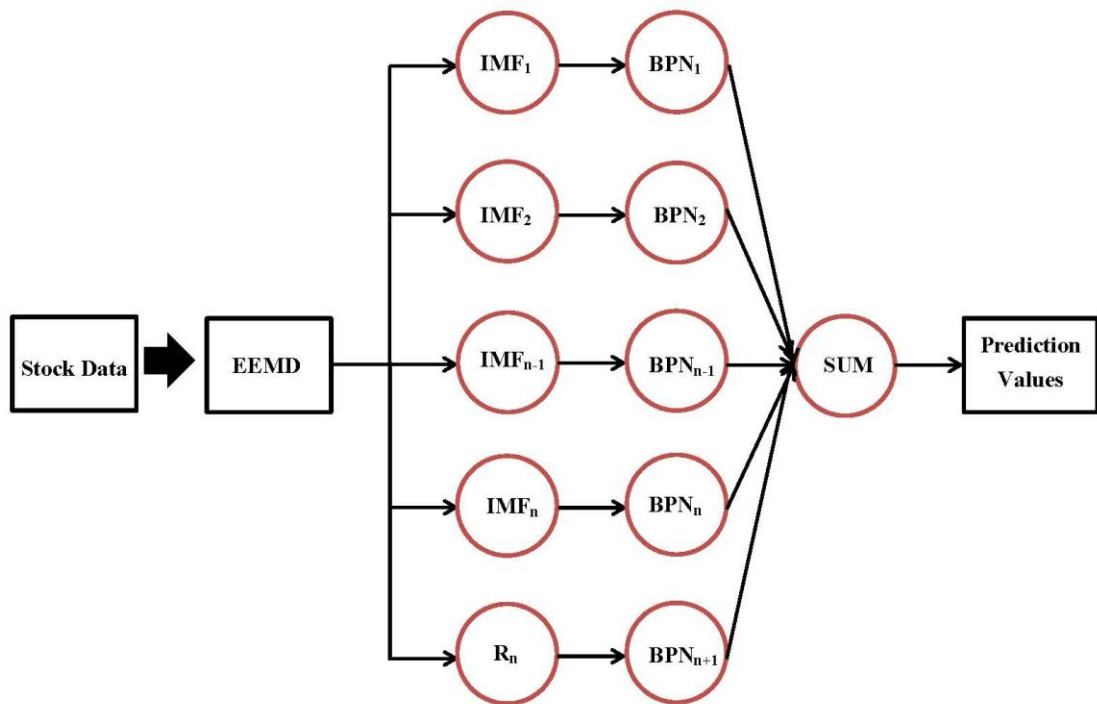 IMF₁
BPN₁
IMF₂
BPN₂
Stock Data
EEMD
IMFₙ₋₁
BPNₙ₋₁
SUM
Prediction
Values
IMFₙ
BPNₙ
Rₙ
BPNₙ₊₁